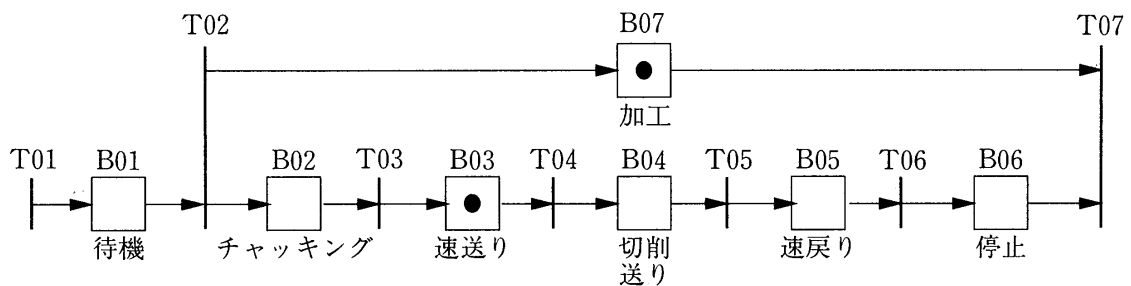 T02
B07
T07
加工
T01
B01
B02
T03
B03
T04
B04
T05
B05
T06
B06
待機
チャッキング
速送り
切削
送り
速戻り
停止